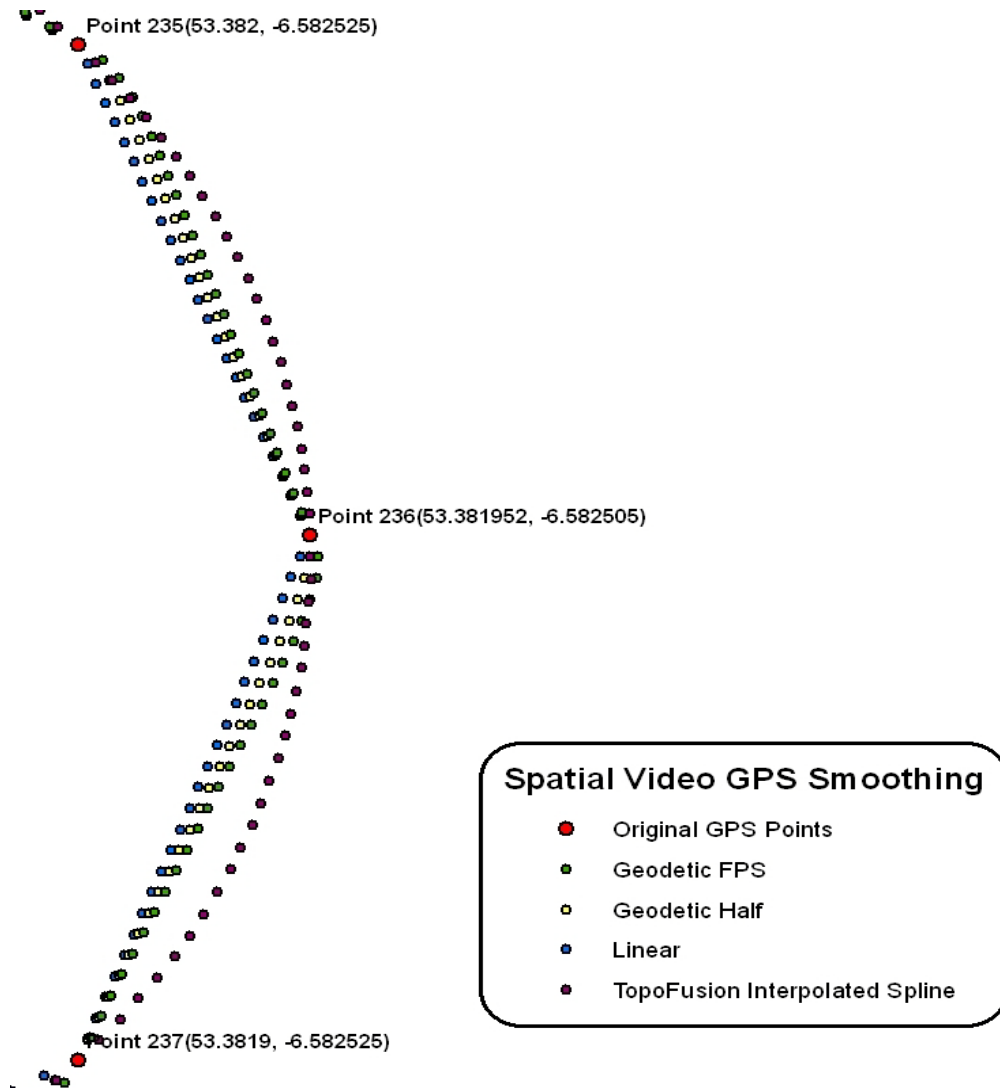 Point 235(53.382, -6.582525)
Point 236(53.381952, -6.582505)
Spatial Video GPS Smoothing
Original GPS Points
Geodetic FPS
Geodetic Half
Linear
TopoFusion Interpolated Spline
Point 237(53.3819, -6.582525)